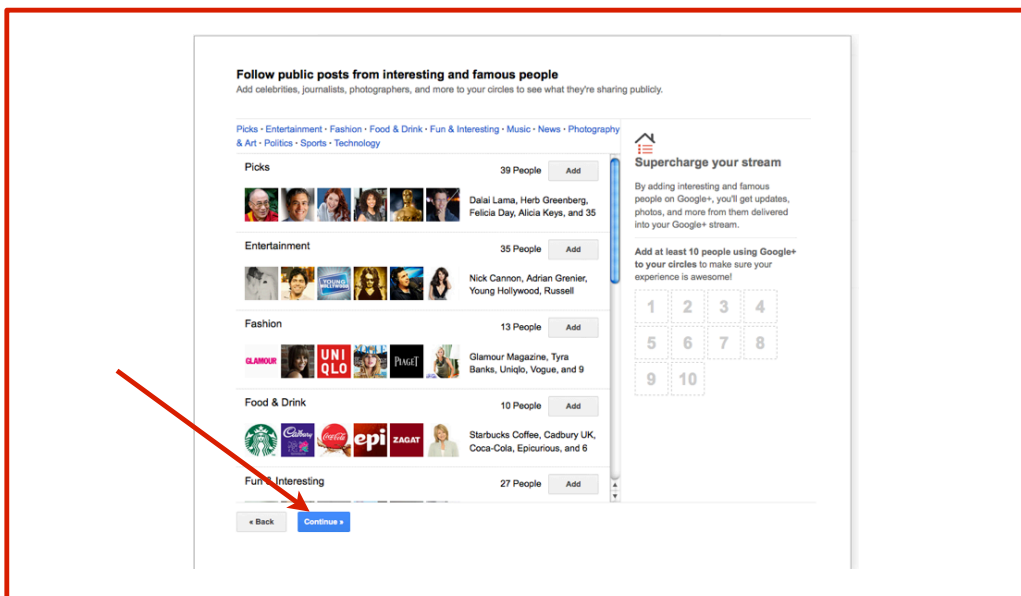 Follow public posts from interesting and famous people
Add celebrities, journalists, photographers, and more to your circles to see what they're sharing publicly.
Picks · Entertainment · Fashion · Food & Drink · Fun & Interesting · Music · News · Photography
& Art · Politics · Sports · Technology
Picks
39 People
Add
Dalai Lama, Herb Greenberg,
Felicia Day, Alicia Keys, and 35
Entertainment
35 People
Add
YOUNG
HOLLYWOOD
Nick Cannon, Adrian Grenier,
Young Hollywood, Russell
Fashion
13 People
Add
GLAMOUR
UNI
QLO
PIAGET
Glamour Magazine, Tyra
Banks, Uniqlo, Vogue, and 9
Food & Drink
10 People
Add
Cadbury
Coca-Cola
epi
ZAGAT
Starbucks Coffee, Cadbury UK,
Coca-Cola, Epicurious, and 6
Fun & Interesting
27 People
Add
« Back
Continue »
Supercharge your stream
By adding interesting and famous
people on Google+, you'll get updates,
photos, and more from them delivered
into your Google+ stream.
Add at least 10 people using Google+
to your circles to make sure your
experience is awesome!
1 2 3 4
5 6 7 8
9 10